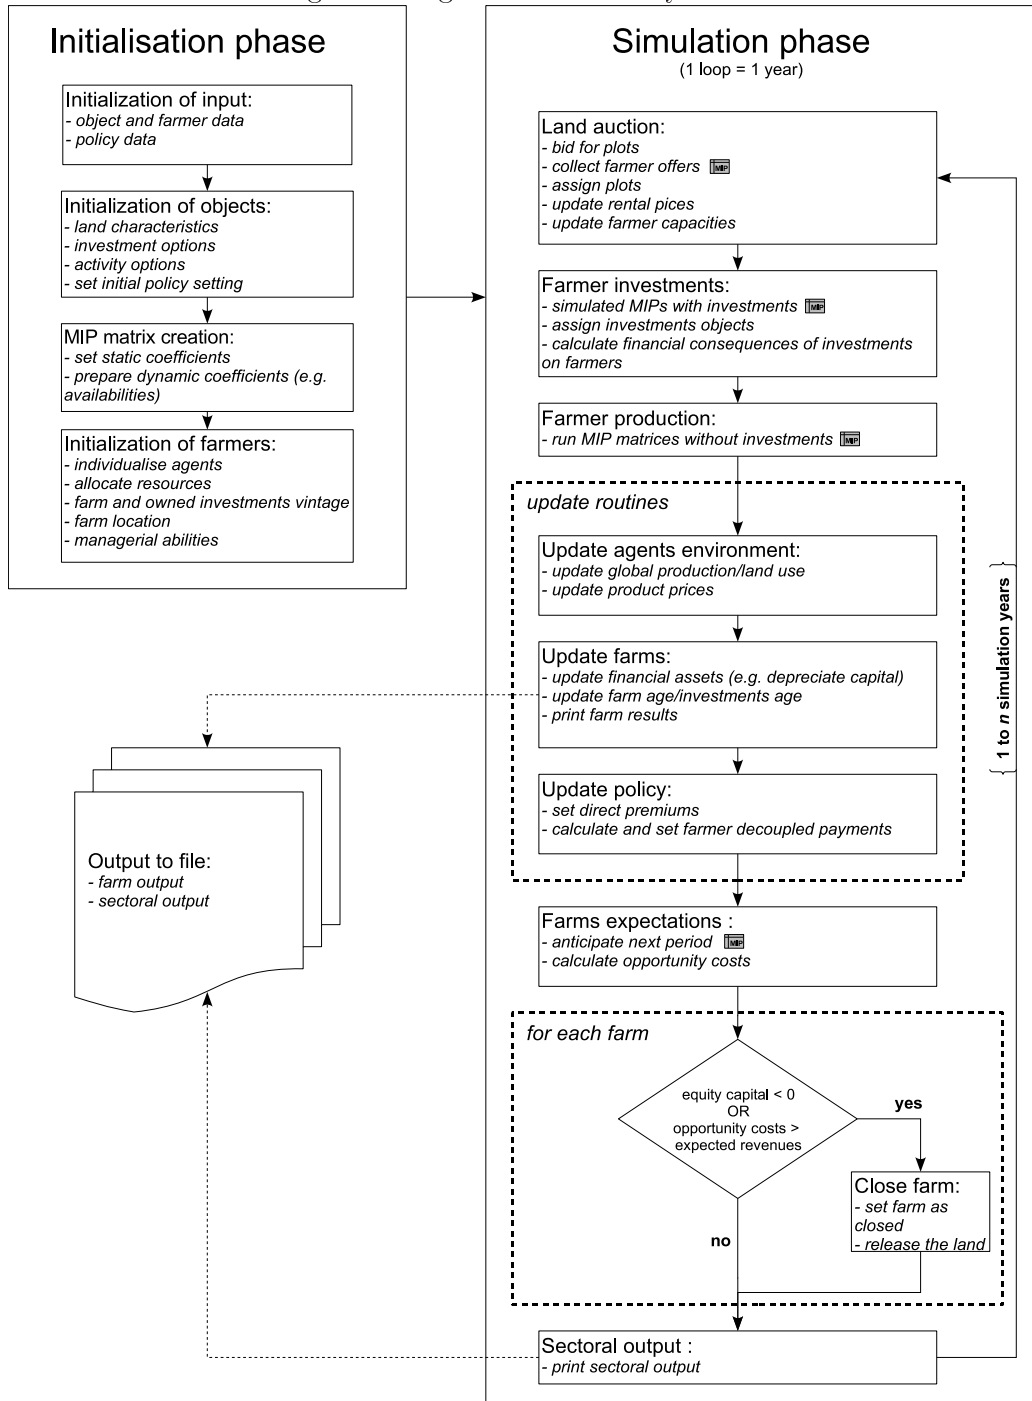 Initialisation phase
Initialization of input:
- object and farmer data
- policy data
Initialization of objects:
- land characteristics
- investment options
- activity options
- set initial policy setting
MIP matrix creation:
- set static coefficients
- prepare dynamic coefficients (e.g.
availabilities)
Initialization of farmers:
- individualise agents
- allocate resources
- farm and owned investments vintage
- farm location
- managerial abilities
Simulation phase
(1 loop = 1 year)
Land auction:
- bid for plots
- collect farmer offers MIP
- assign plots
- update rental pices
- update farmer capacities
Farmer investments:
- simulated MIPs with investments MIP
- assign investments objects
- calculate financial consequences of investments
on farmers
Farmer production:
- run MIP matrices without investments MIP
update routines
Update agents environment:
- update global production/land use
- update product prices
Update farms:
- update financial assets (e.g. depreciate capital)
- update farm age/investments age
- print farm results
Update policy:
- set direct premiums
- calculate and set farmer decoupled payments
Farms expectations :
- anticipate next period MIP
- calculate opportunity costs
for each farm
equity capital < 0
OR
opportunity costs >
expected revenues
yes
no
Close farm:
- set farm as
closed
- release the land
Sectoral output :
- print sectoral output
1 to n simulation years
Output to file:
- farm output
- sectoral output